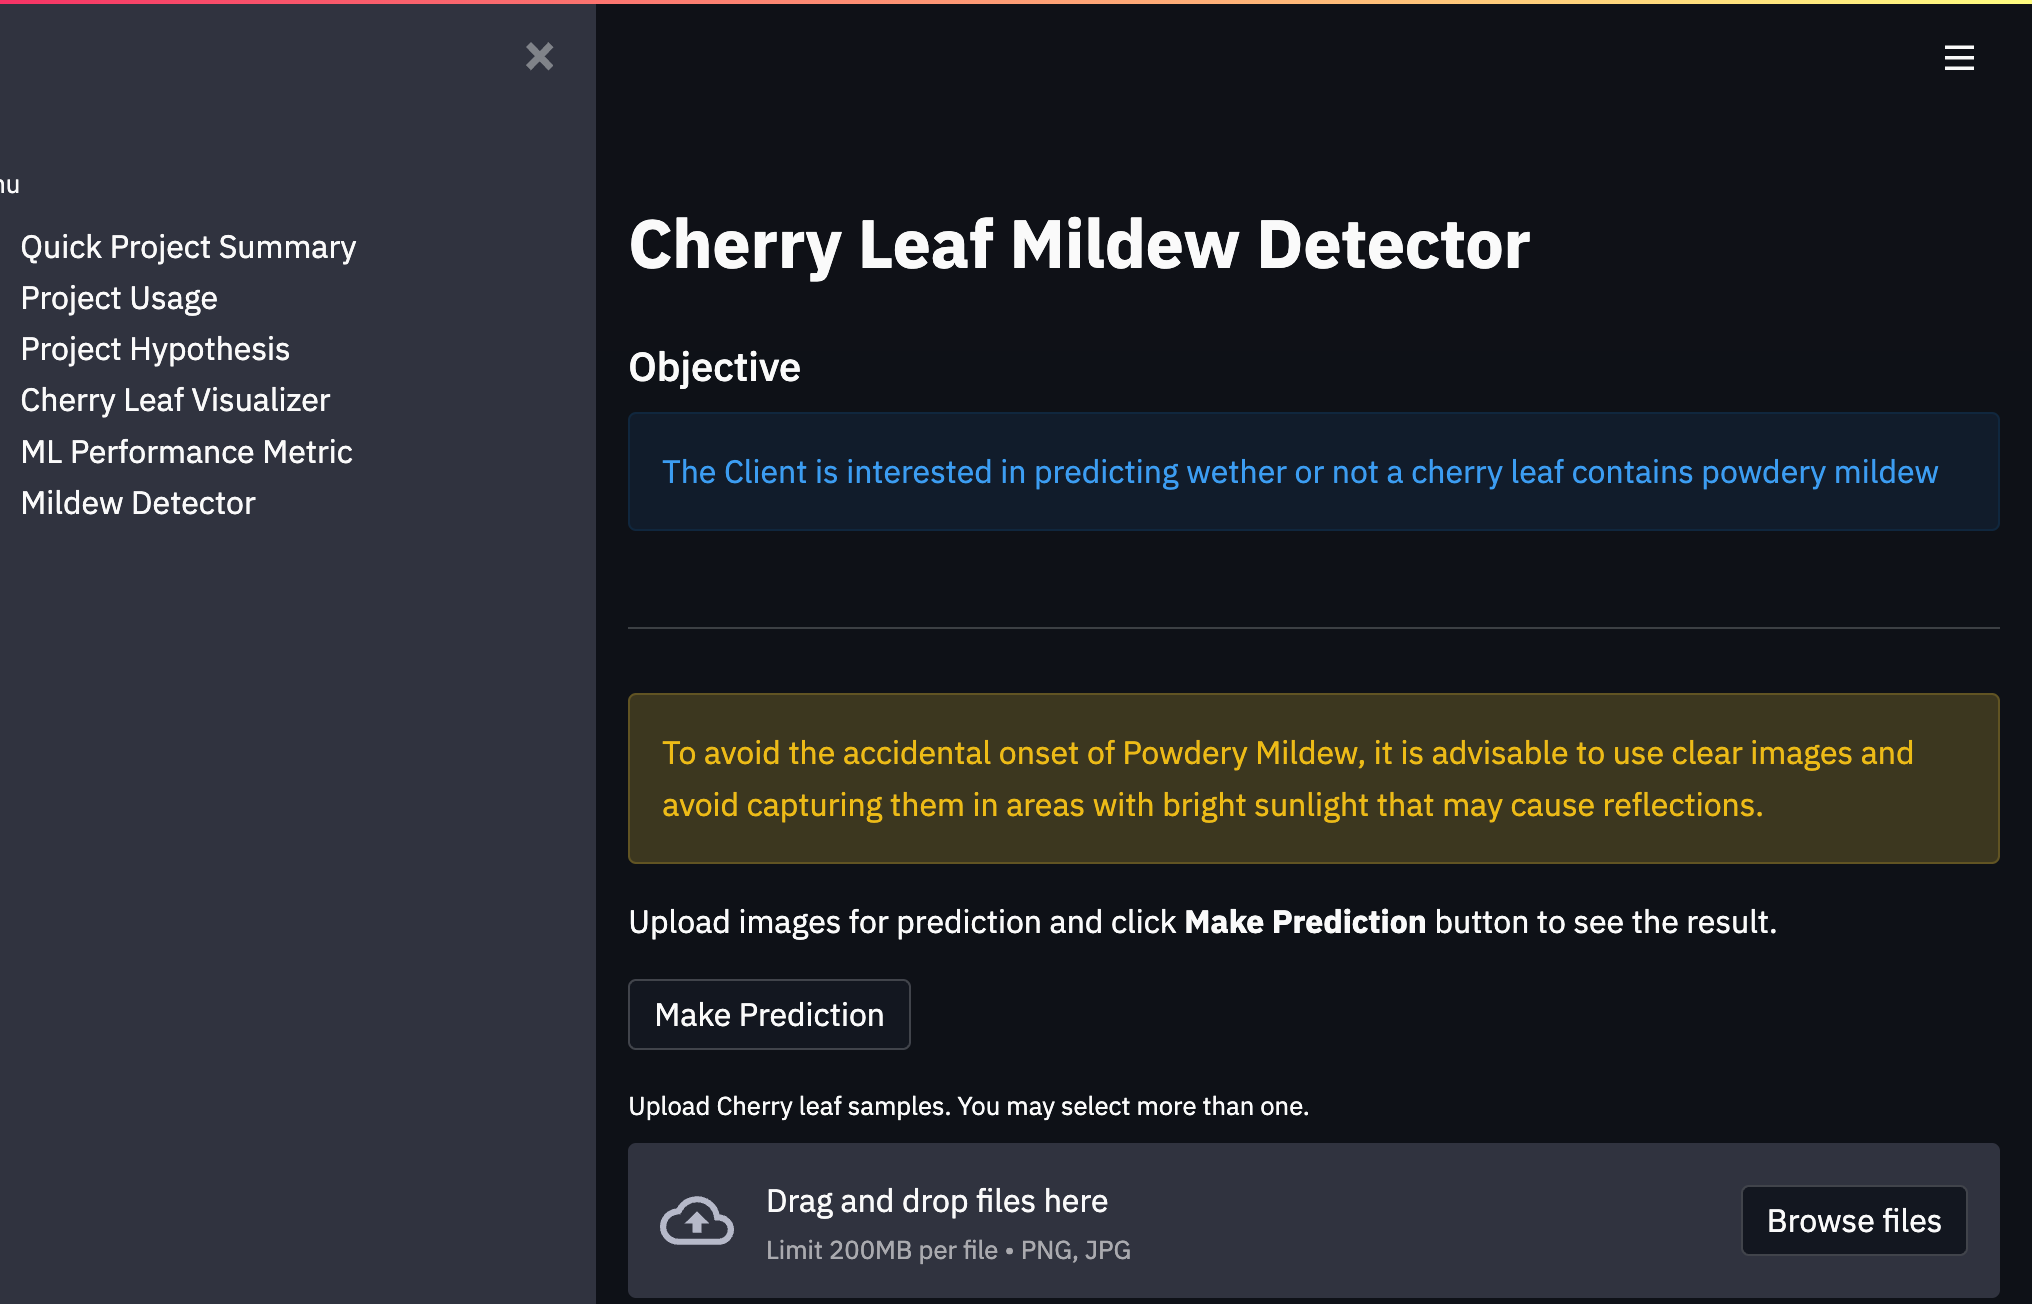 Quick Project Summary
Project Usage
Project Hypothesis
Cherry Leaf Visualizer
ML Performance Metric
Mildew Detector
Cherry Leaf Mildew Detector
Objective
The Client is interested in predicting wether or not a cherry leaf contains powdery mildew
To avoid the accidental onset of Powdery Mildew, it is advisable to use clear images and
avoid capturing them in areas with bright sunlight that may cause reflections.
Upload images for prediction and click Make Prediction button to see the result.
Make Prediction
Upload Cherry leaf samples. You may select more than one.
Drag and drop files here
Limit 200MB per file • PNG, JPG
Browse files